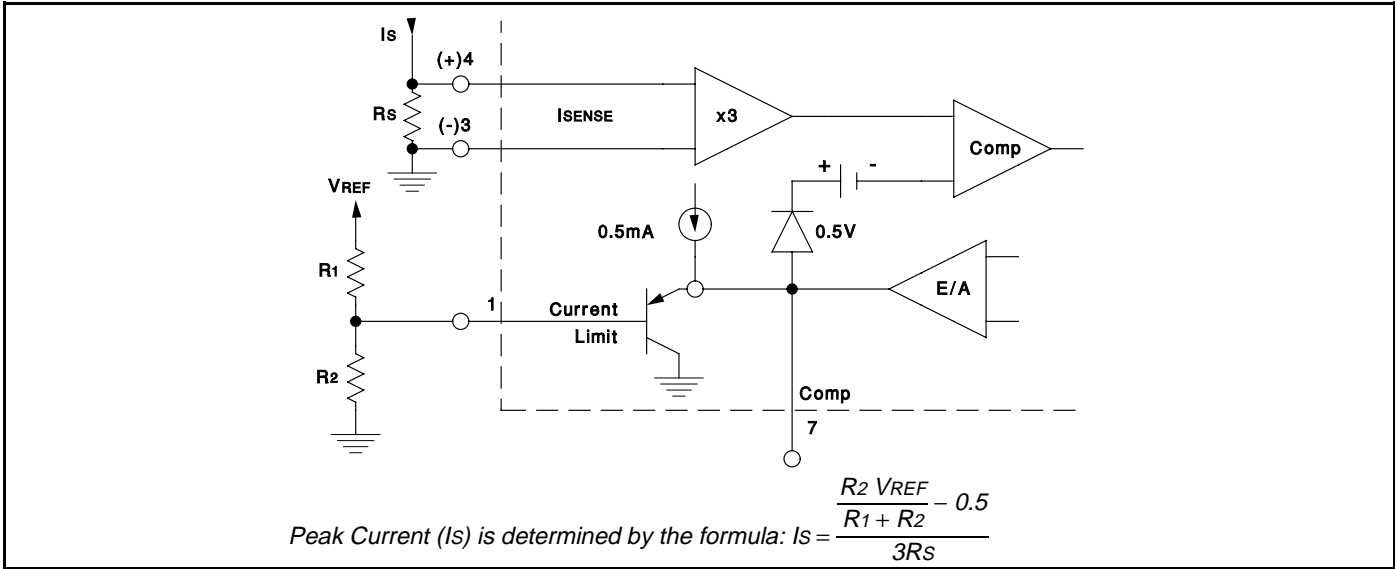 Is
(+)4
Rs
(-)3
ISENSE
x3
Comp
+ -
VREF
0.5mA
0.5V
R1
E/A
1
Current
Limit
R2
Comp
7
Peak Current (Is) is determined by the formula: Is = R2 VREF
R1 + R2
– 0.5
3Rs